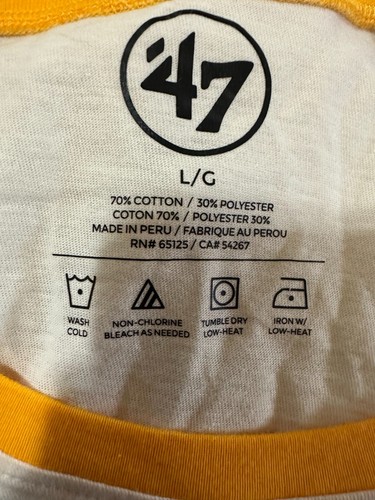 '47
L/G
70% COTTON / 30% POLYESTER
COTON 70% / POLYESTER 30%
MADE IN PERU / FABRIQUE AU PEROU
RN# 65125 / CA# 54267
WASH COLD
NON-CHLORINE BLEACH AS NEEDED
TUMBLE DRY LOW-HEAT
IRON W/ LOW-HEAT